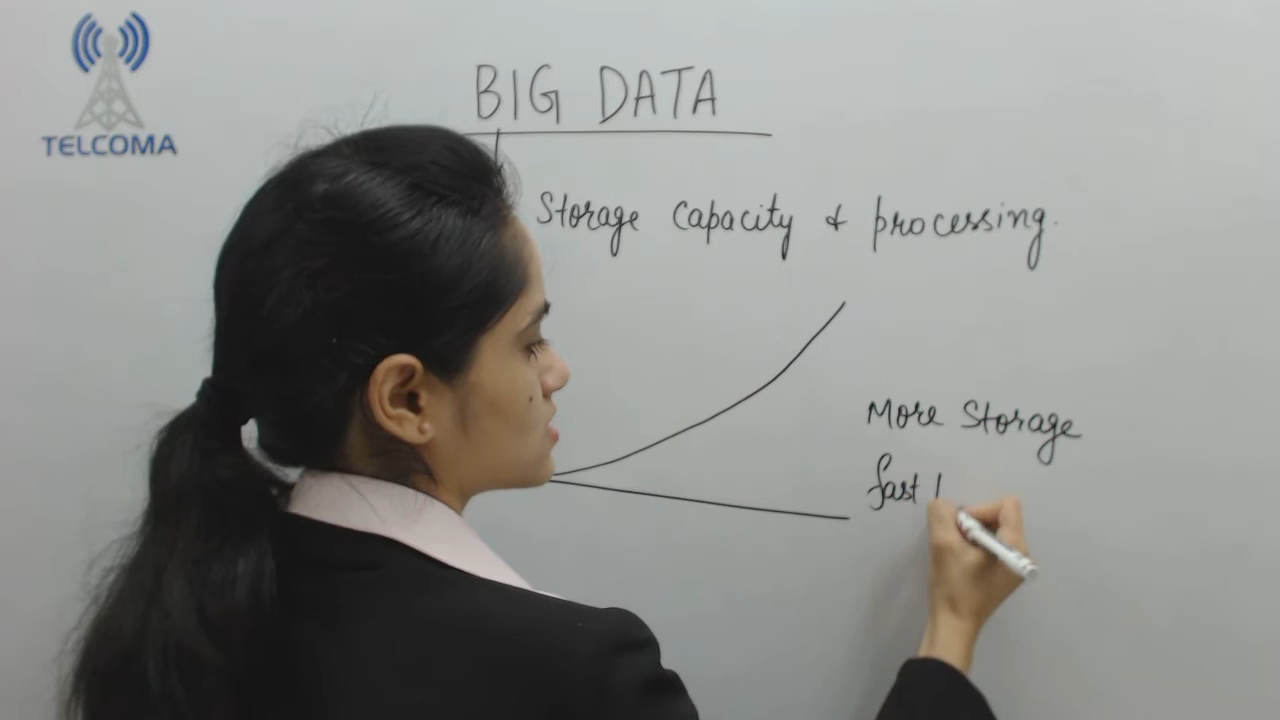 TELCOMA
BIG DATA
Storage Capacity & processing.
More Storage
fast